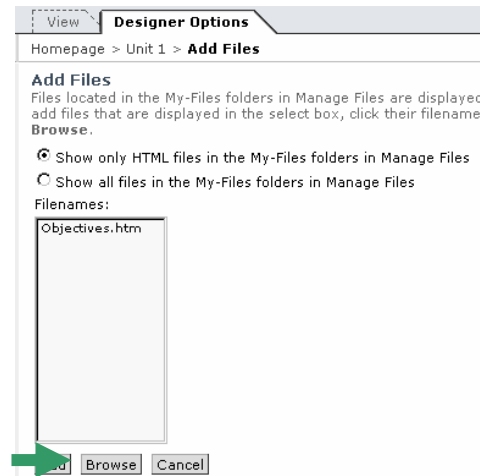 View Designer Options
Homepage > Unit 1 > Add Files
Add Files
Files located in the My-Files folders in Manage Files are displayed
add files that are displayed in the select box, click their filename
Browse.
Show only HTML files in the My-Files folders in Manage Files
Show all files in the My-Files folders in Manage Files
Filenames:
Objectives.htm
Browse Cancel